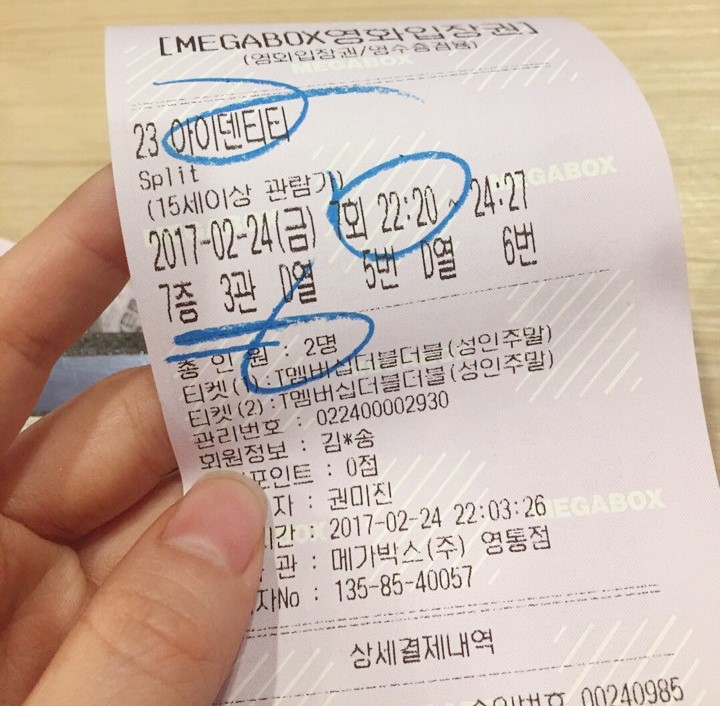 [MEGABOX영화입장권]
(영화입장권/영수증겸용)
23 아이덴티티
Split
(15세이상 관람가)
2017-02-24(금) 7회 22:20 ~ 24:27
7층 3관 D열 5번 D열 6번
총 인 원 : 2명
티켓(1) :T멤버십더블더블(성인주말)
티켓(2) :T멤버십더블더블(성인주말)
관리번호 : 022400002930
회원정보 : 김*송
포인트 : 0점
자 : 권미진
시간 : 2017-02-24 22:03:26
관 : 메가박스(주) 영통점
자No : 135-85-40057
상세결제내역
승인번호 00240985
MEGABOX
MEGABOX
MEGABOX